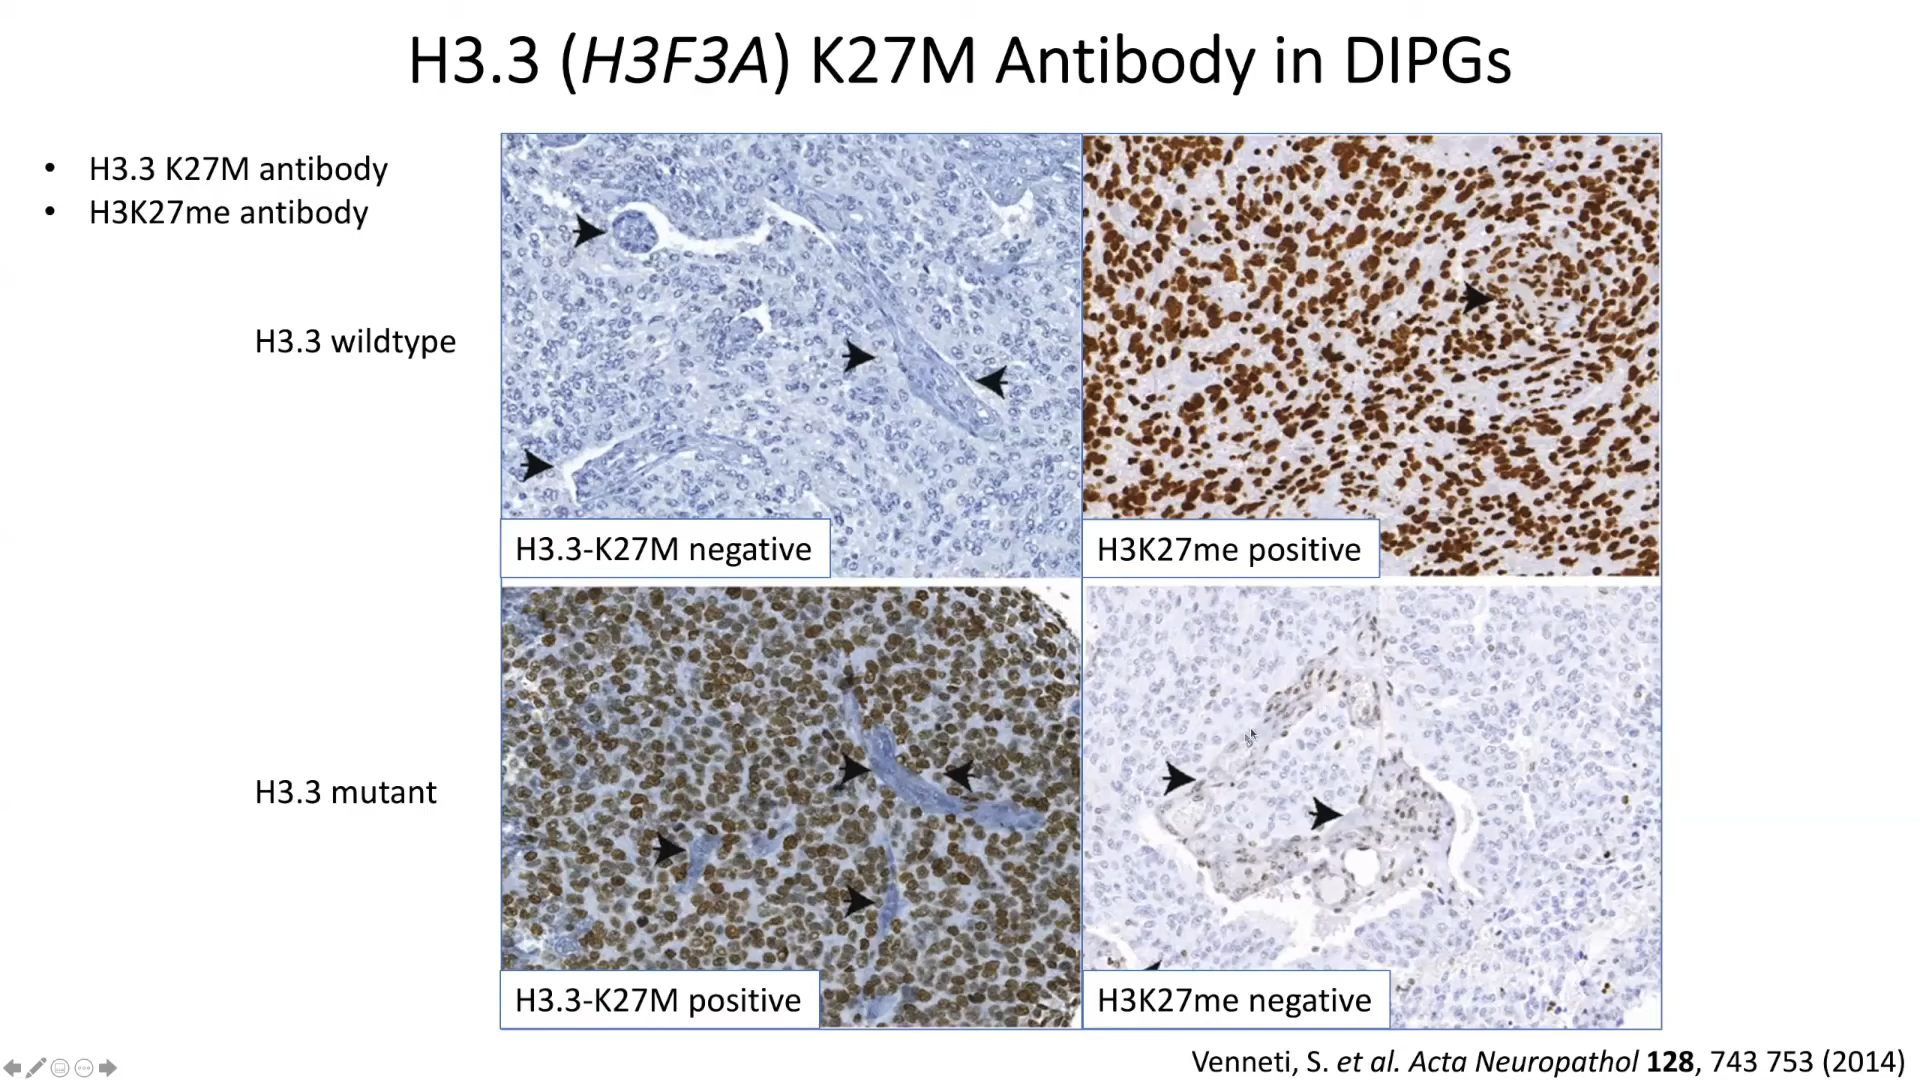 H3.3 (H3F3A) K27M Antibody in DIPGs
• H3.3 K27M antibody
• H3K27me antibody
H3.3 wildtype
H3.3-K27M negative
H3K27me positive
H3.3 mutant
H3.3-K27M positive
H3K27me negative
Venneti, S. et al. Acta Neuropathol 128, 743 753 (2014)